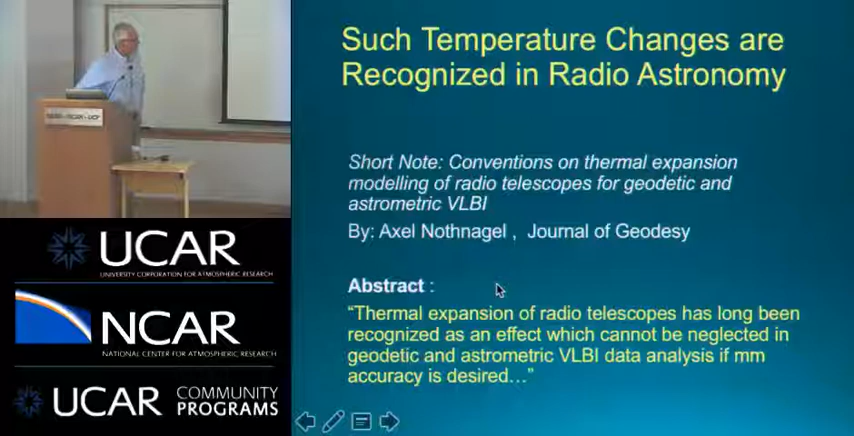 Such Temperature Changes are
Recognized in Radio Astronomy
Short Note: Conventions on thermal expansion
modelling of radio telescopes for geodetic and
astrometric VLBI
By: Axel Nothnagel , Journal of Geodesy
Abstract :
“Thermal expansion of radio telescopes has long been
recognized as an effect which cannot be neglected in
geodetic and astrometric VLBI data analysis if mm
accuracy is desired…”
UCAR
UNIVERSITY CORPORATION FOR ATMOSPHERIC RESEARCH
NCAR
NATIONAL CENTER FOR ATMOSPHERIC RESEARCH
UCAR COMMUNITY
PROGRAMS